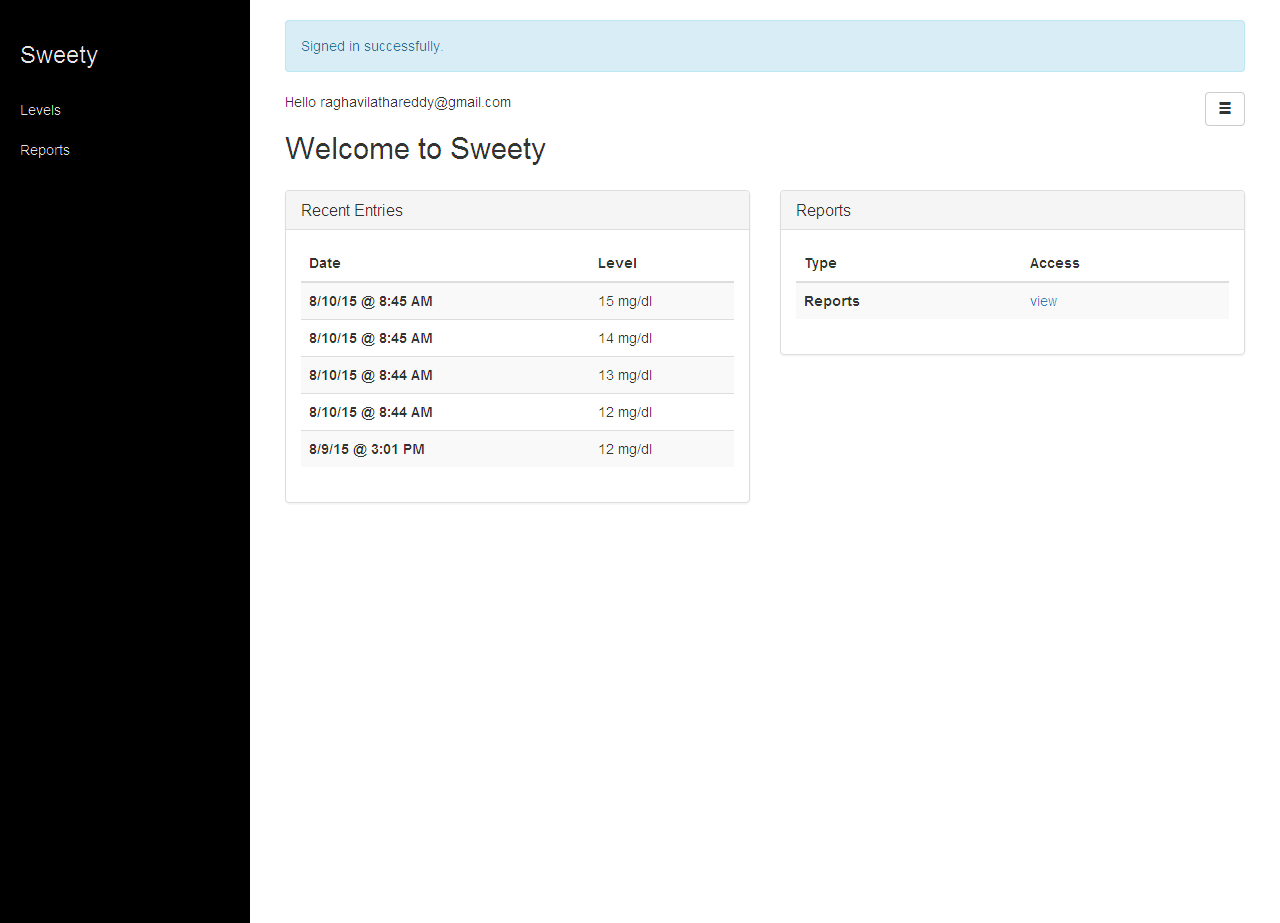 Sweety
Levels
Reports
Signed in successfully.
Hello raghavilathareddy@gmail.com
Welcome to Sweety
Recent Entries
Date Level
8/10/15 @ 8:45 AM 15 mg/dl
8/10/15 @ 8:45 AM 14 mg/dl
8/10/15 @ 8:44 AM 13 mg/dl
8/10/15 @ 8:44 AM 12 mg/dl
8/9/15 @ 3:01 PM 12 mg/dl
Reports
Type Access
Reports view